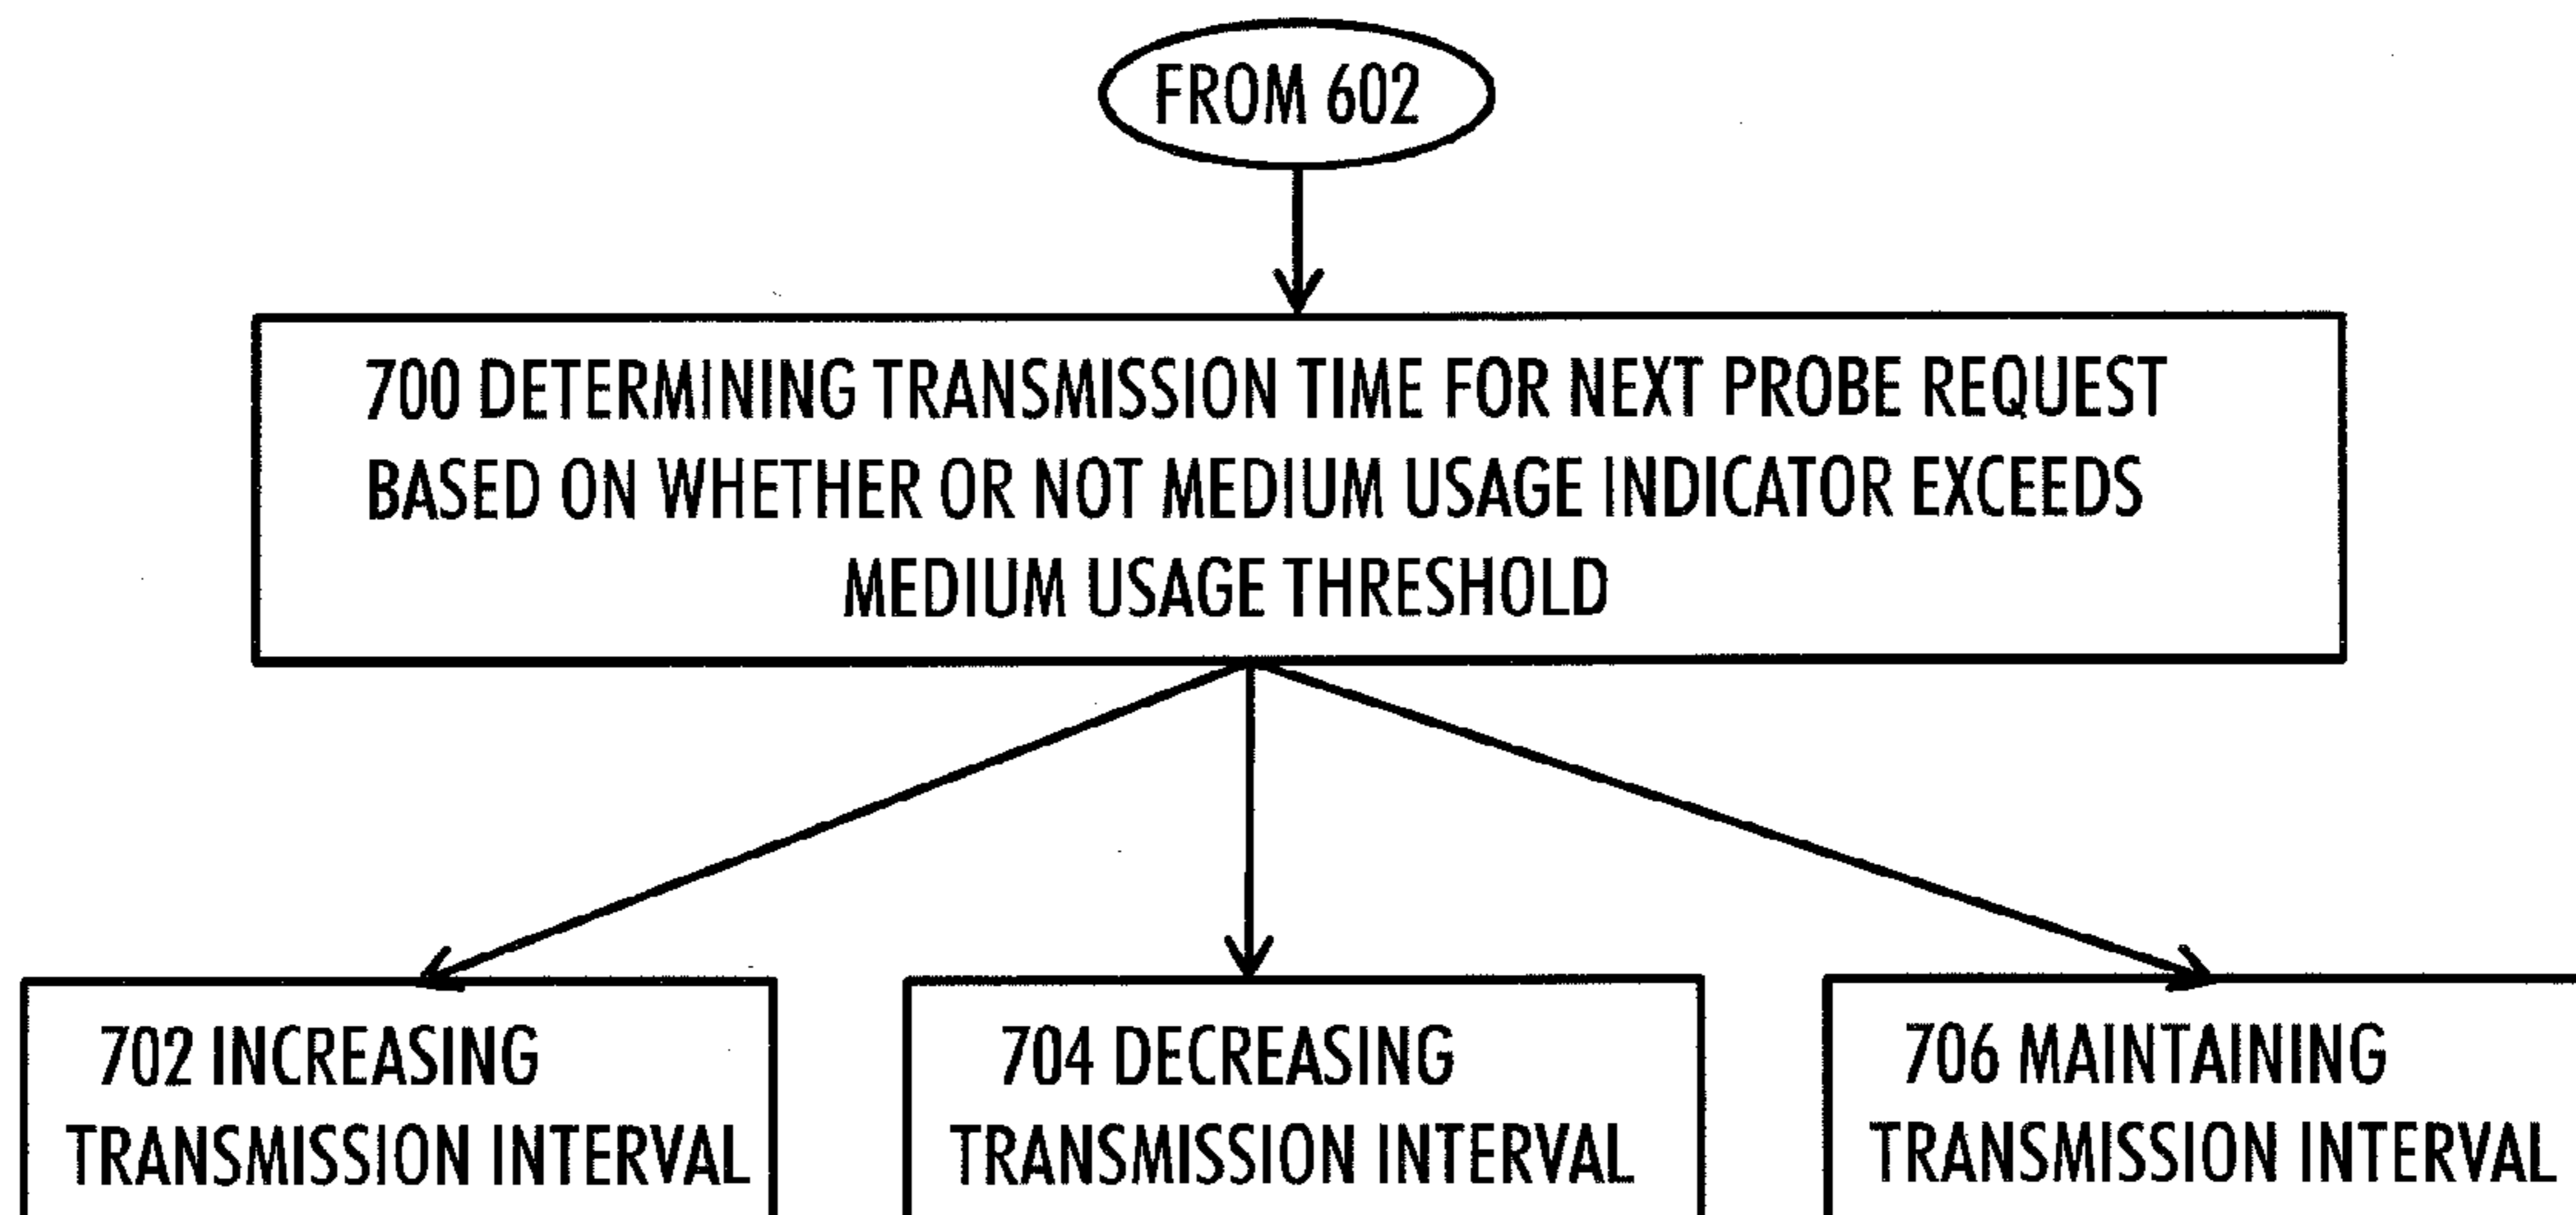 FROM 602
700 DETERMINING TRANSMISSION TIME FOR NEXT PROBE REQUEST
BASED ON WHETHER OR NOT MEDIUM USAGE INDICATOR EXCEEDS
MEDIUM USAGE THRESHOLD
702 INCREASING
TRANSMISSION INTERVAL
704 DECREASING
TRANSMISSION INTERVAL
706 MAINTAINING
TRANSMISSION INTERVAL